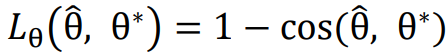 L_θ(θ̂, θ*) = 1 − cos(θ̂, θ*)